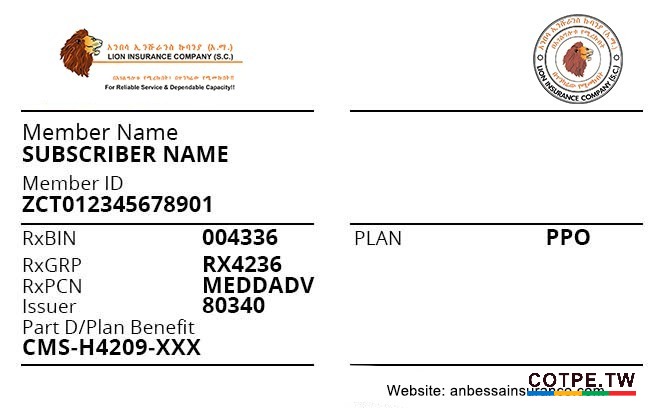 አንበሳ ኢንሹራንስ ኩባንያ (አ.ማ.)
LION INSURANCE COMPANY (S.C.)
For Reliable Service & Dependable Capacity!!
LION INSURANCE COMPANY (S.C.)
Member Name
SUBSCRIBER NAME
Member ID
ZCT012345678901
RxBIN 004336
PLAN PPO
RxGRP RX4236
RxPCN MEDDADV
Issuer 80340
Part D/Plan Benefit
CMS-H4209-XXX
COTPE.TW
Website: anbessainsurance.com